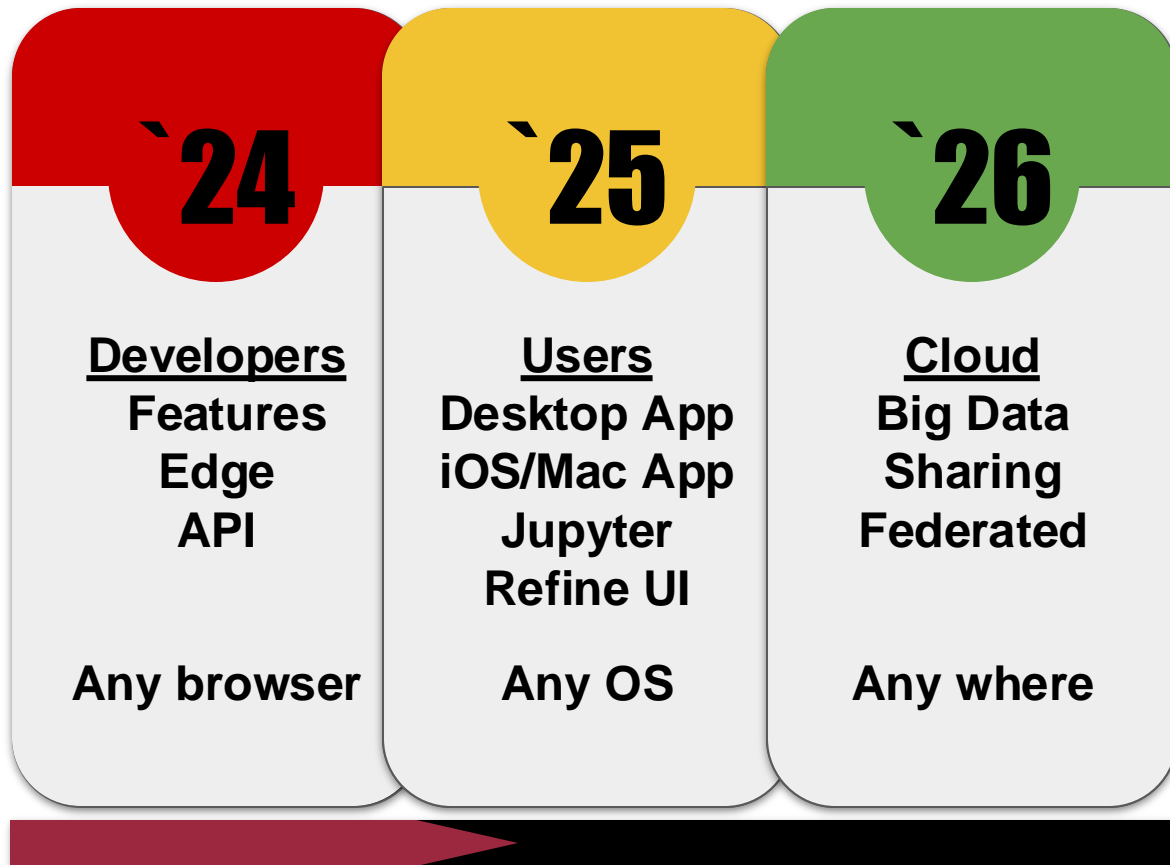 `24
Developers
Features
Edge
API
Any browser
`25
Users
Desktop App
iOS/Mac App
Jupyter
Refine UI
Any OS
`26
Cloud
Big Data
Sharing
Federated
Any where